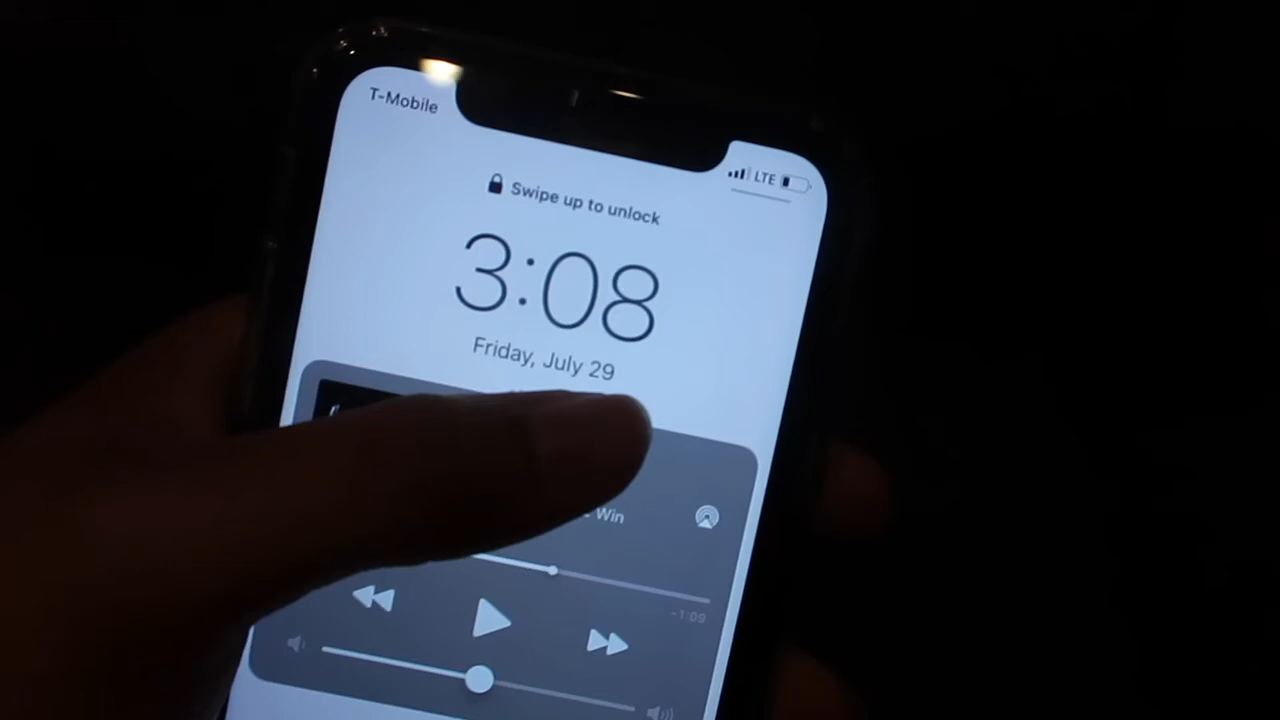 T-Mobile
LTE
Swipe up to unlock
3:08
Friday, July 29
Win
-1:09